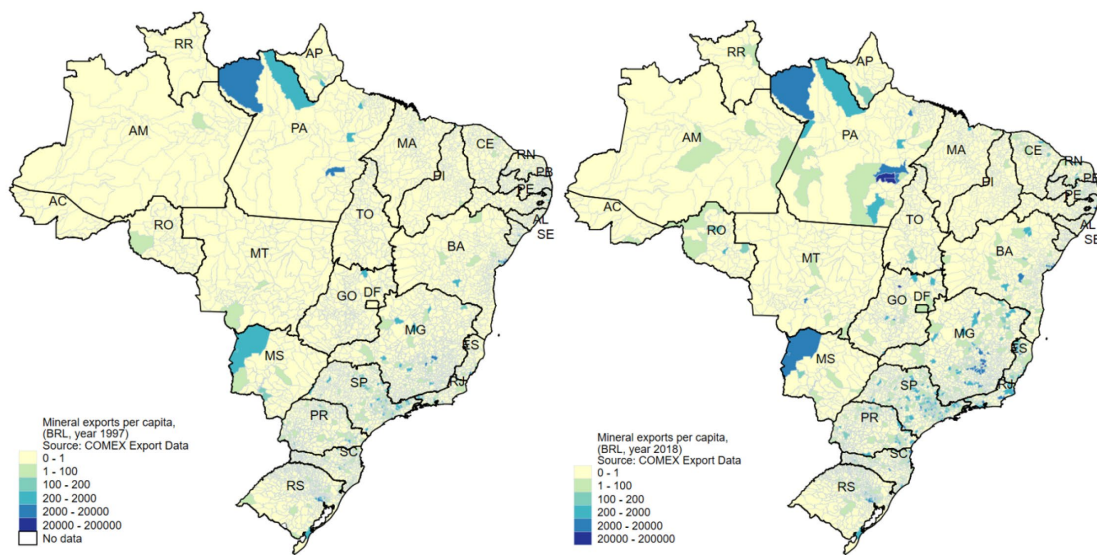 RR
AP
AM
PA
MA
CE
RN
PB
PI
PE
AC
AL
TO
SE
RO
BA
MT
GO
DF
MG
MS
ES
SP
RJ
PR
SC
RS
Mineral exports per capita,
(BRL, year 1997)
Source: COMEX Export Data
0 - 1
1 - 100
100 - 200
200 - 2000
2000 - 20000
20000 - 200000
No data
RR
AP
AM
PA
MA
CE
RN
PB
PI
PE
AC
AL
TO
SE
RO
BA
MT
GO
DF
MG
MS
ES
SP
RJ
PR
SC
RS
Mineral exports per capita,
(BRL, year 2018)
Source: COMEX Export Data
0 - 1
1 - 100
100 - 200
200 - 2000
2000 - 20000
20000 - 200000